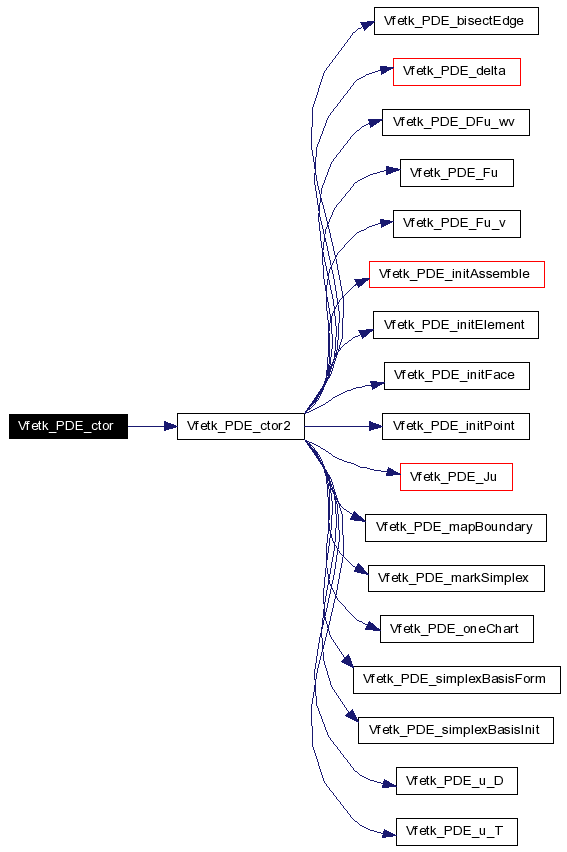 Vfetk_PDE_bisectEdge
Vfetk_PDE_delta
Vfetk_PDE_DFu_wv
Vfetk_PDE_Fu
Vfetk_PDE_Fu_v
Vfetk_PDE_initAssemble
Vfetk_PDE_initElement
Vfetk_PDE_initFace
Vfetk_PDE_ctor
Vfetk_PDE_ctor2
Vfetk_PDE_initPoint
Vfetk_PDE_Ju
Vfetk_PDE_mapBoundary
Vfetk_PDE_markSimplex
Vfetk_PDE_oneChart
Vfetk_PDE_simplexBasisForm
Vfetk_PDE_simplexBasisInit
Vfetk_PDE_u_D
Vfetk_PDE_u_T